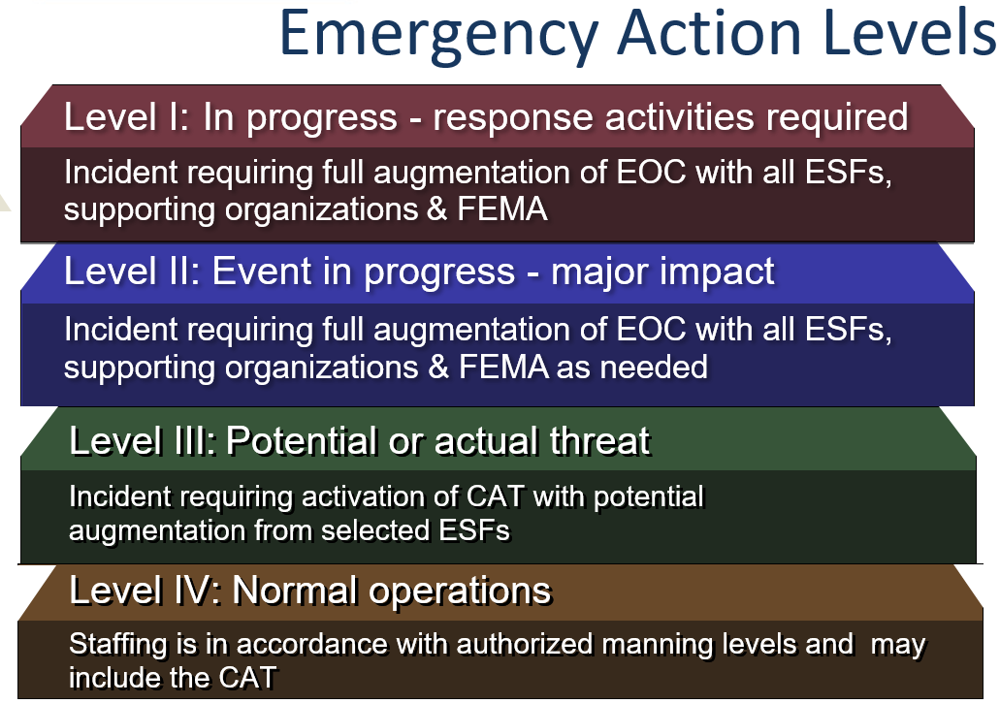 Emergency Action Levels
Level I: In progress - response activities required
Incident requiring full augmentation of EOC with all ESFs,
supporting organizations & FEMA
Level II: Event in progress - major impact
Incident requiring full augmentation of EOC with all ESFs,
supporting organizations & FEMA as needed
Level III: Potential or actual threat
Incident requiring activation of CAT with potential
augmentation from selected ESFs
Level IV: Normal operations
Staffing is in accordance with authorized manning levels and  may
include the CAT